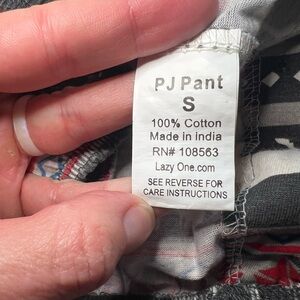 PJ Pant
S
100% Cotton
Made in india
RN# 108563
Lazy One.com
SEE REVERSE FOR
CARE INSTRUCTIONS